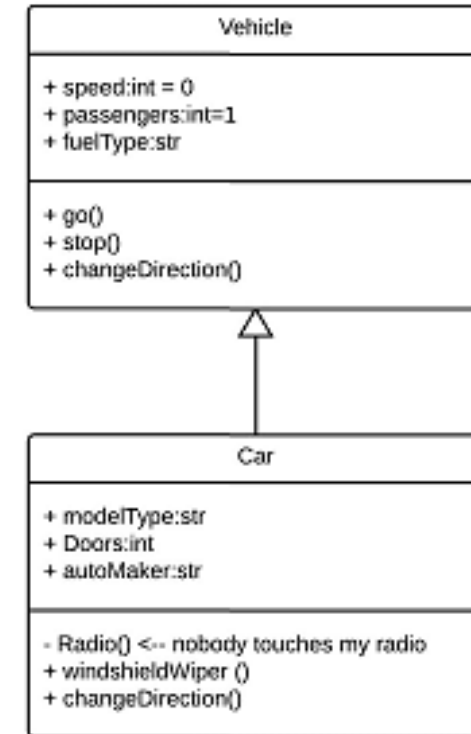 Vehicle
+ speed:int = 0
+ passengers:int=1
+ fuelType:str
+ go()
+ stop()
+ changeDirection()
Car
+ modelType:str
+ Doors:int
+ autoMaker:str
- Radio() <-- nobody touches my radio
+ windshieldWiper ()
+ changeDirection()